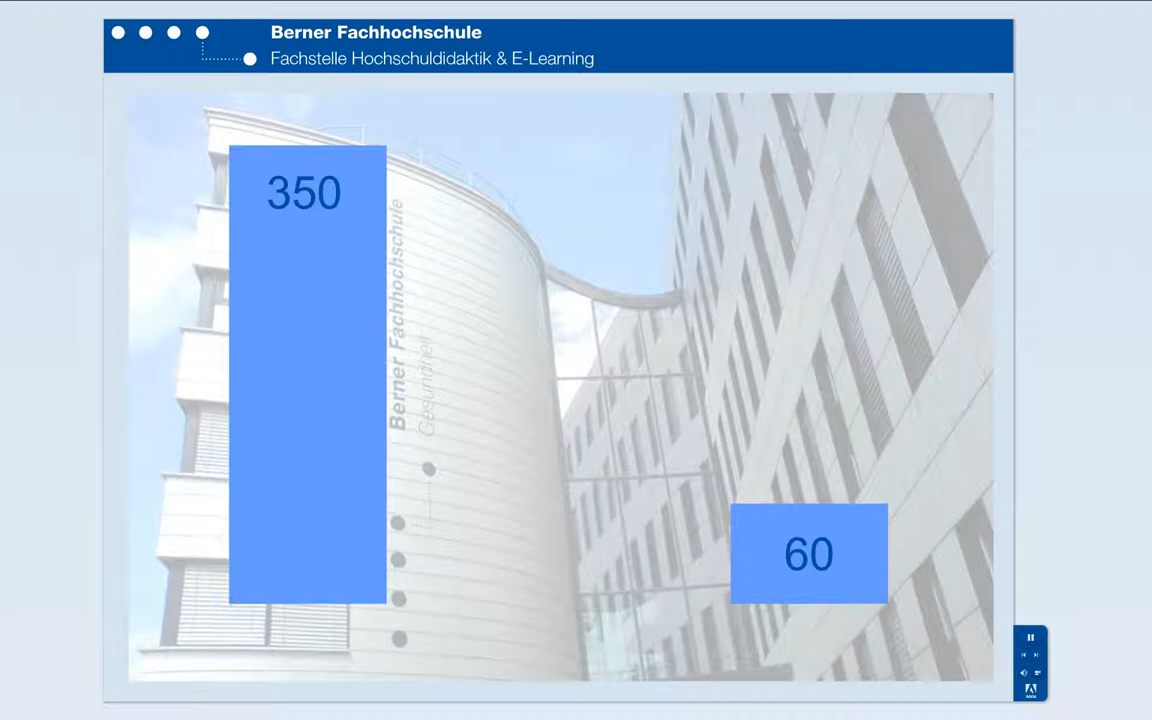 Berner Fachhochschule
Fachstelle Hochschuldidaktik & E-Learning
350
Berner Fachhochschule
Gesundheit
60